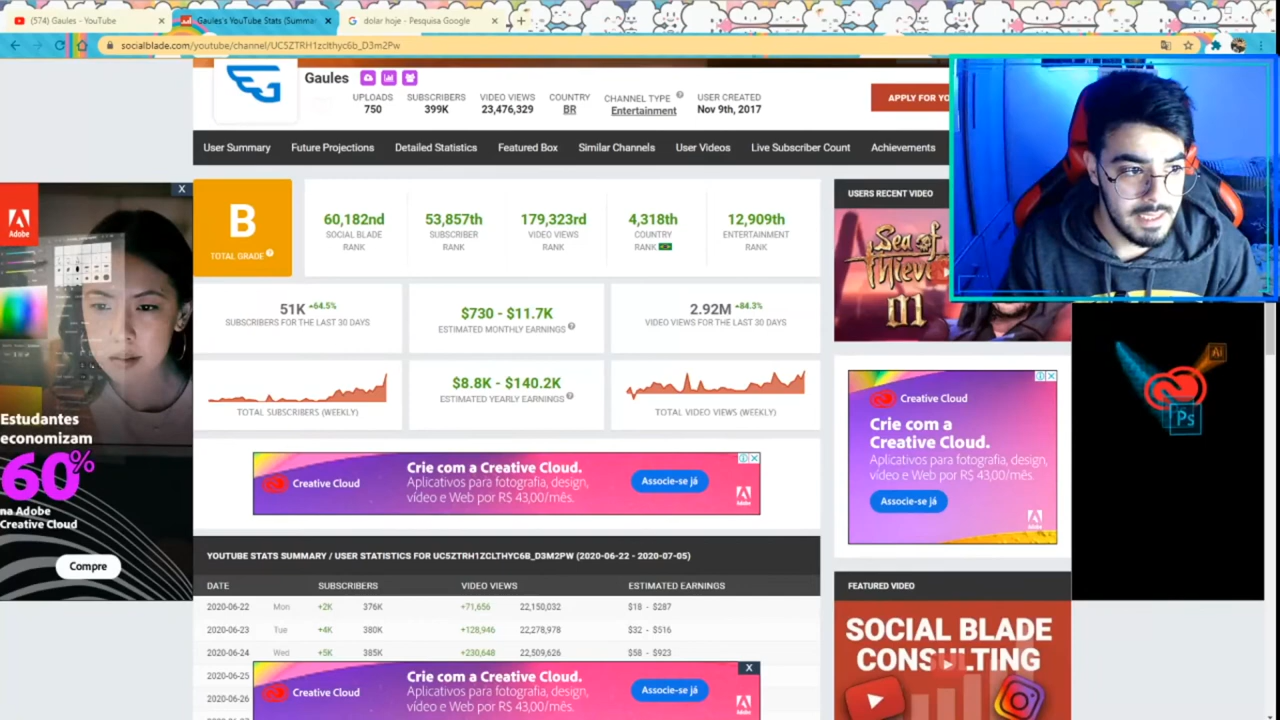 (574) Gaules - YouTube
Gaules's YouTube Stats (Summar
dolar hoje - Pesquisa Google
socialblade.com/youtube/channel/UC5ZTRH1zclthyc6b_D3m2Pw
Gaules
UPLOADS
750
SUBSCRIBERS
399K
VIDEO VIEWS
23,476,329
COUNTRY
BR
CHANNEL TYPE
Entertainment
USER CREATED
Nov 9th, 2017
APPLY FOR YO
User Summary
Future Projections
Detailed Statistics
Featured Box
Similar Channels
User Videos
Live Subscriber Count
Achievements
B
TOTAL GRADE
60,182nd
SOCIAL BLADE
RANK
53,857th
SUBSCRIBER
RANK
179,323rd
VIDEO VIEWS
RANK
4,318th
COUNTRY
RANK
12,909th
ENTERTAINMENT
RANK
51K +64.5%
SUBSCRIBERS FOR THE LAST 30 DAYS
$730 - $11.7K
ESTIMATED MONTHLY EARNINGS
2.92M +84.3%
VIDEO VIEWS FOR THE LAST 30 DAYS
TOTAL SUBSCRIBERS (WEEKLY)
$8.8K - $140.2K
ESTIMATED YEARLY EARNINGS
TOTAL VIDEO VIEWS (WEEKLY)
Creative Cloud
Crie com a Creative Cloud.
Aplicativos para fotografia, design,
vídeo e Web por R$ 43,00/mês.
Associe-se já
Adobe
YOUTUBE STATS SUMMARY / USER STATISTICS FOR UC5ZTRH1ZCLTHYC6B_D3M2PW (2020-06-22 - 2020-07-05)
DATE SUBSCRIBERS VIDEO VIEWS ESTIMATED EARNINGS
2020-06-22 Mon +2K 376K +71,656 22,150,032 $18 - $287
2020-06-23 Tue +4K 380K +128,946 22,278,978 $32 - $516
2020-06-24 Wed +5K 385K +230,648 22,509,626 $58 - $923
2020-06-25
2020-06-26
Creative Cloud
Crie com a Creative Cloud.
Aplicativos para fotografia, design,
vídeo e Web por R$ 43,00/mês.
Associe-se já
Adobe
X
Adobe
Estudantes
economizam
60%
na Adobe
Creative Cloud
Compre
X
USERS RECENT VIDEO
Sea of
Thieves
01
Creative Cloud
Crie com a
Creative Cloud.
Aplicativos para fotografia, design,
vídeo e Web por R$ 43,00/mês.
Associe-se já
Adobe
Ai
Ps
FEATURED VIDEO
SOCIAL BLADE
CONSULTING